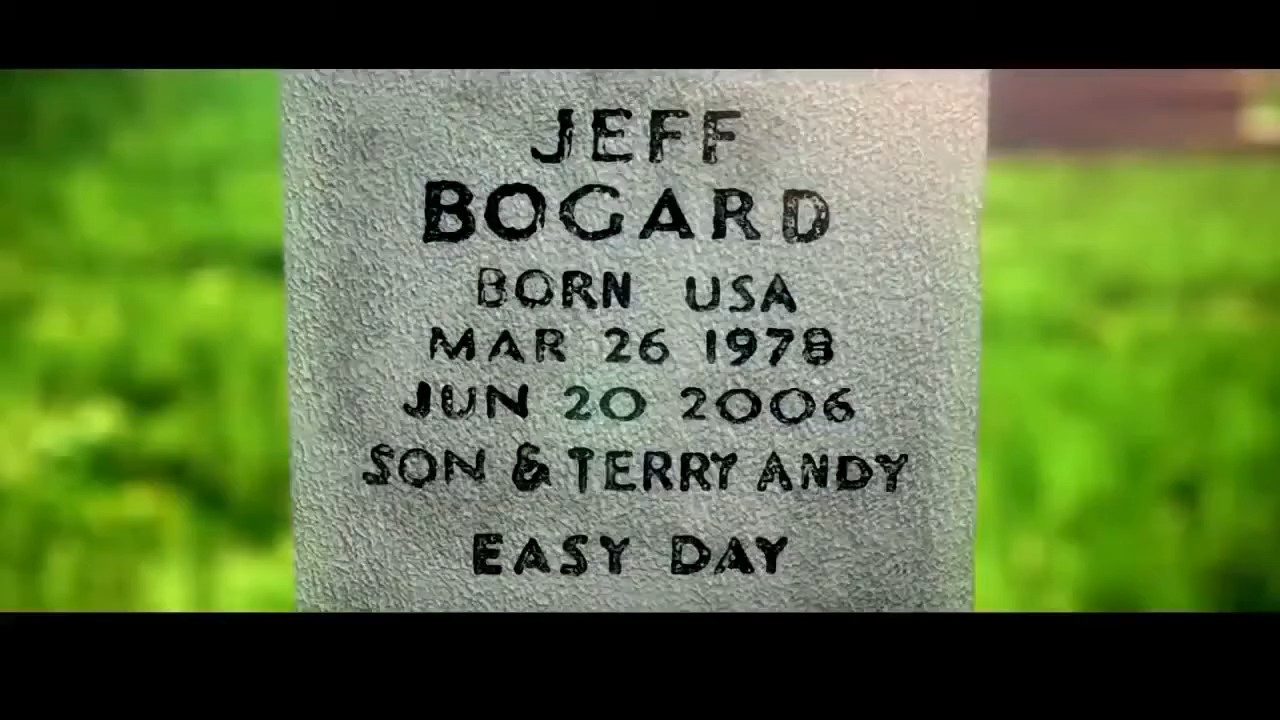 JEFF
BOGARD
BORN USA
MAR 26 1978
JUN 20 2006
SON & TERRY ANDY
EASY DAY